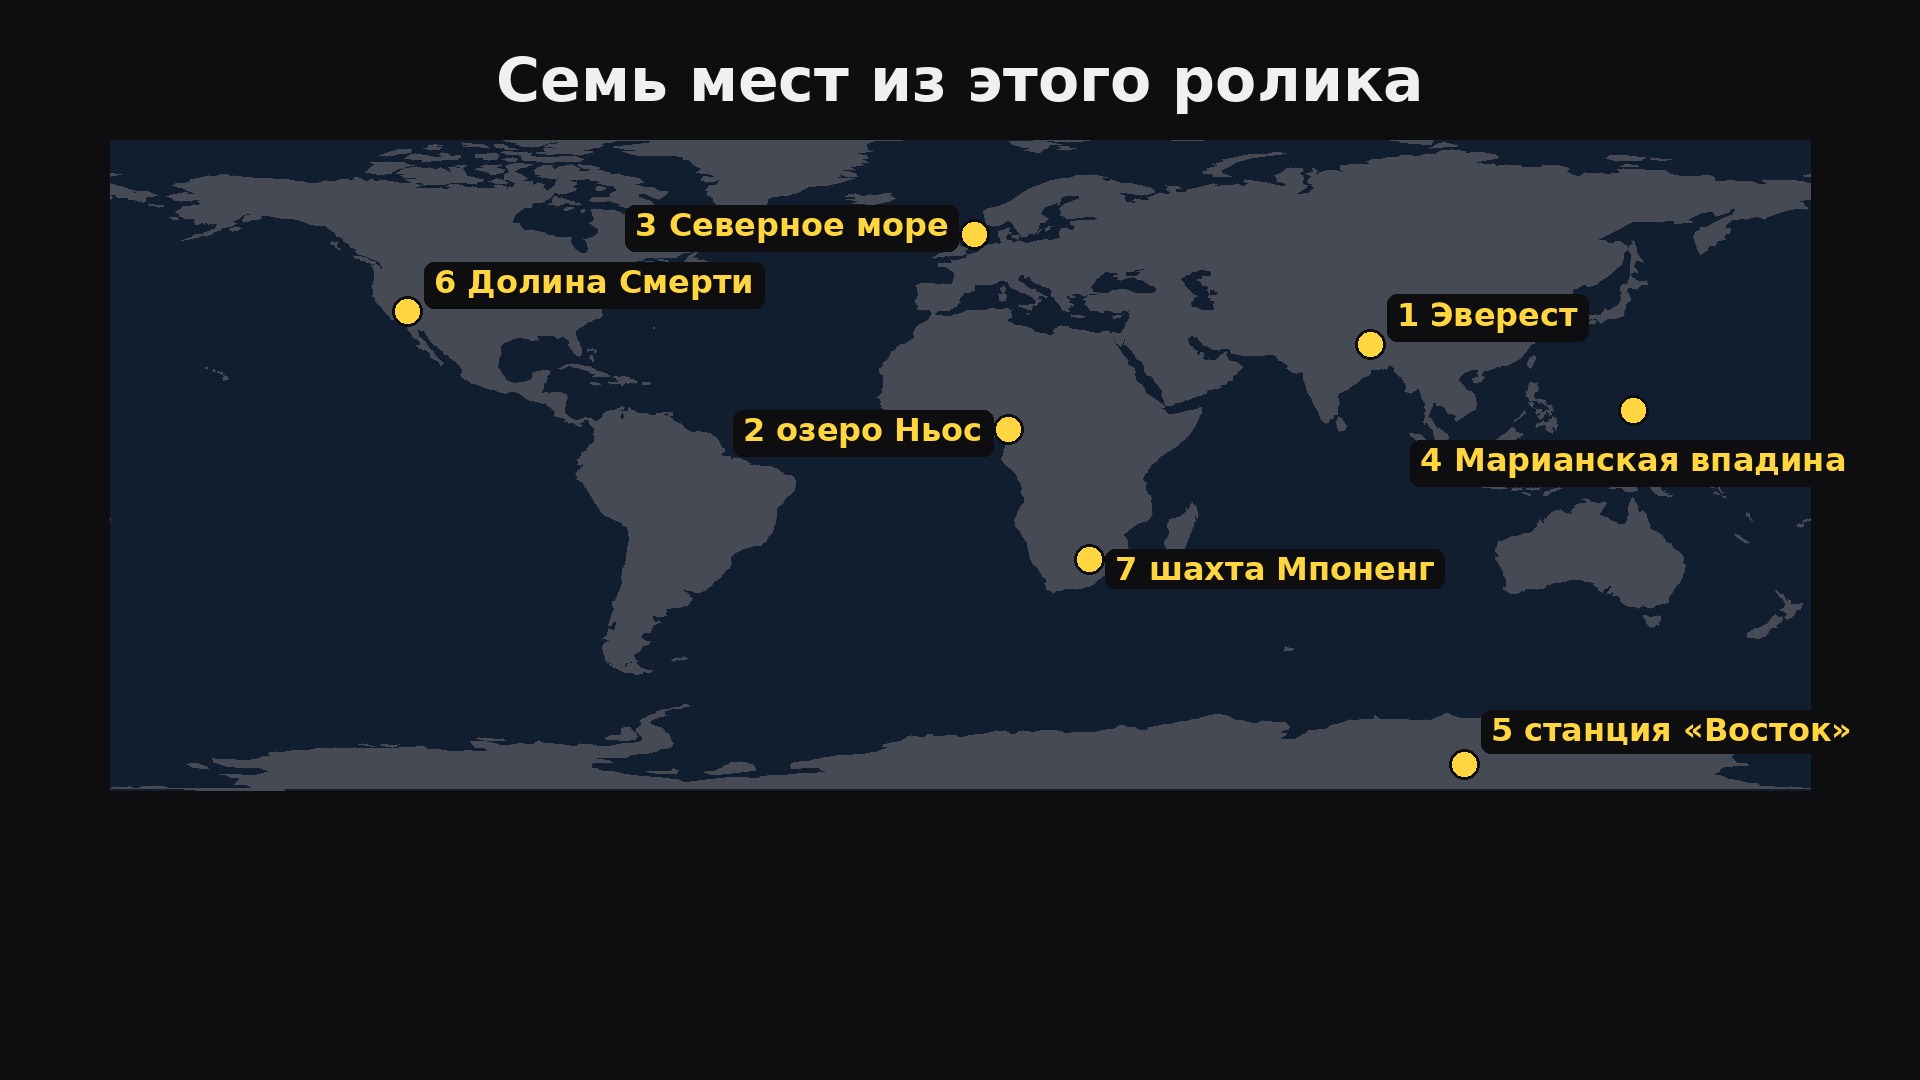 Семь мест из этого ролика
3 Северное море
6 Долина Смерти
1 Эверест
2 озеро Ньос
4 Марианская впадина
7 шахта Мпоненг
5 станция «Восток»